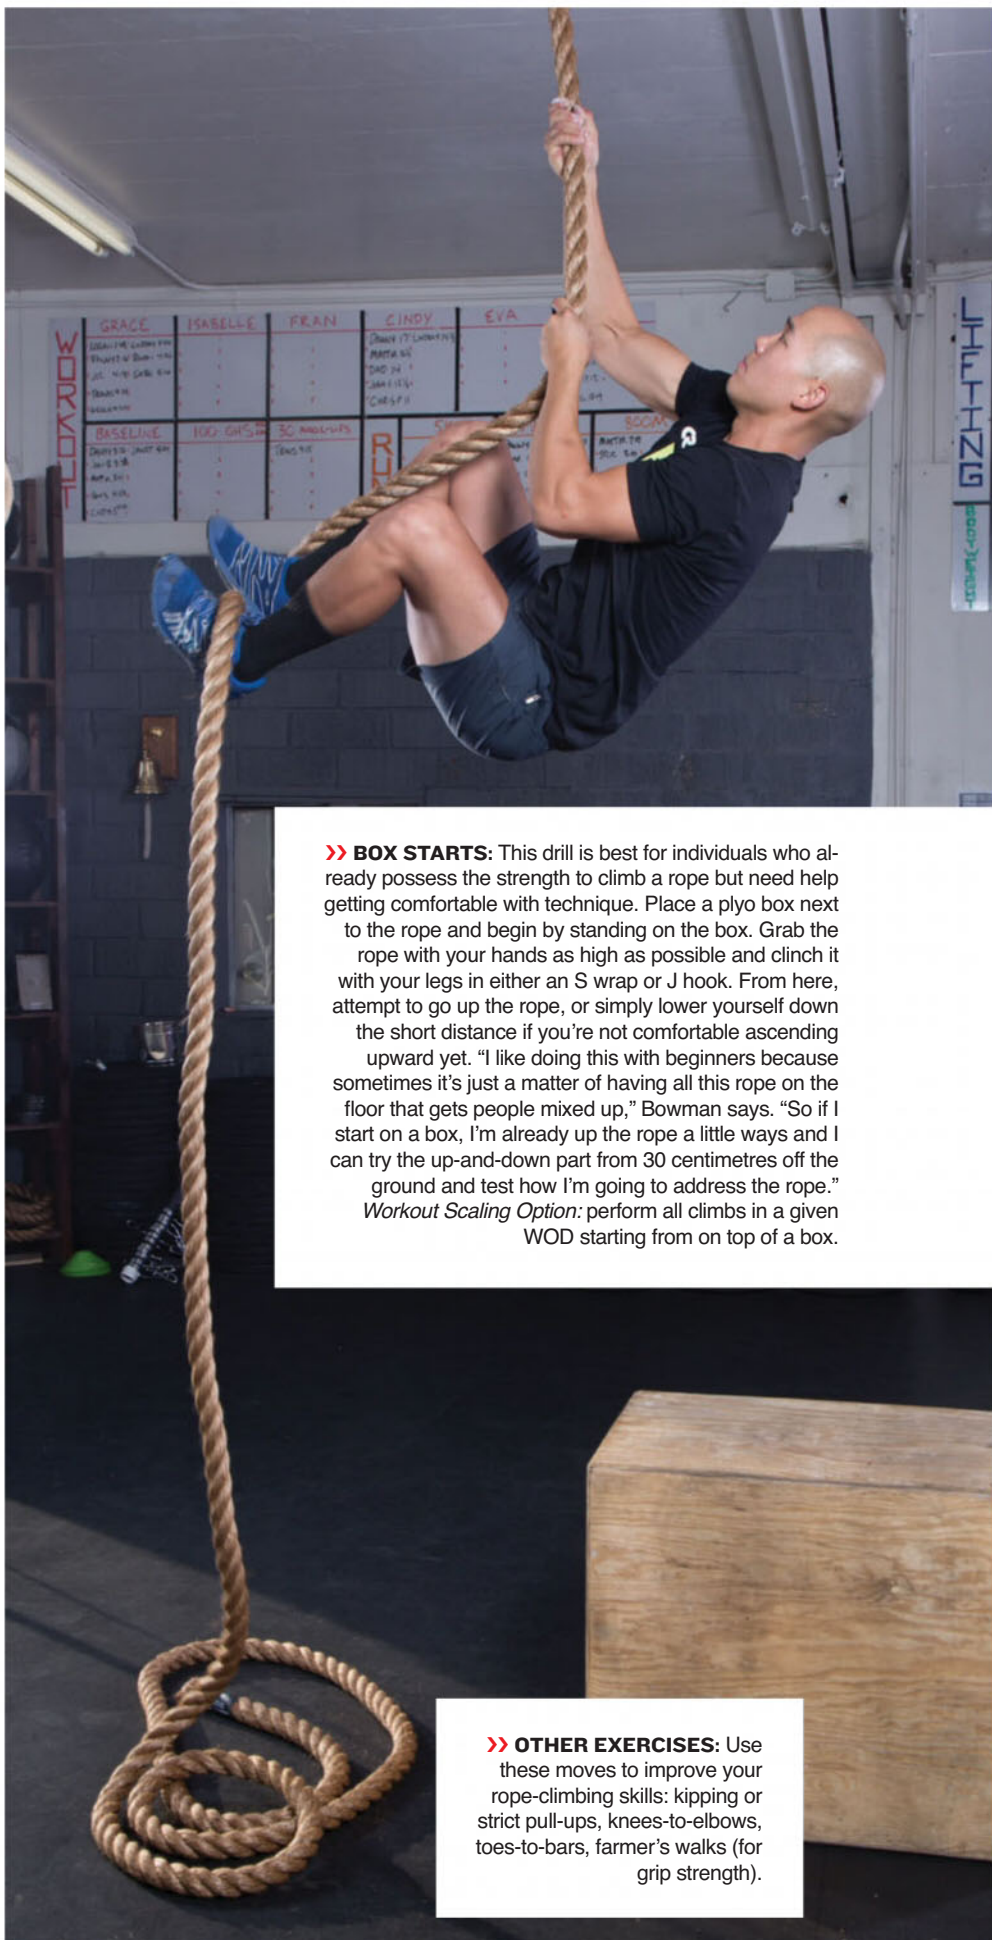 WORKOUT
GRACE ISABELLE FRAN CINDY EVA
BASELINE
LIFTING
>> BOX STARTS: This drill is best for individuals who al-
ready possess the strength to climb a rope but need help
getting comfortable with technique. Place a plyo box next
to the rope and begin by standing on the box. Grab the
rope with your hands as high as possible and clinch it
with your legs in either an S wrap or J hook. From here,
attempt to go up the rope, or simply lower yourself down
the short distance if you’re not comfortable ascending
upward yet. “I like doing this with beginners because
sometimes it’s just a matter of having all this rope on the
floor that gets people mixed up,” Bowman says. “So if I
start on a box, I’m already up the rope a little ways and I
can try the up-and-down part from 30 centimetres off the
ground and test how I’m going to address the rope.”
Workout Scaling Option: perform all climbs in a given
WOD starting from on top of a box.
>> OTHER EXERCISES: Use
these moves to improve your
rope-climbing skills: kipping or
strict pull-ups, knees-to-elbows,
toes-to-bars, farmer’s walks (for
grip strength).